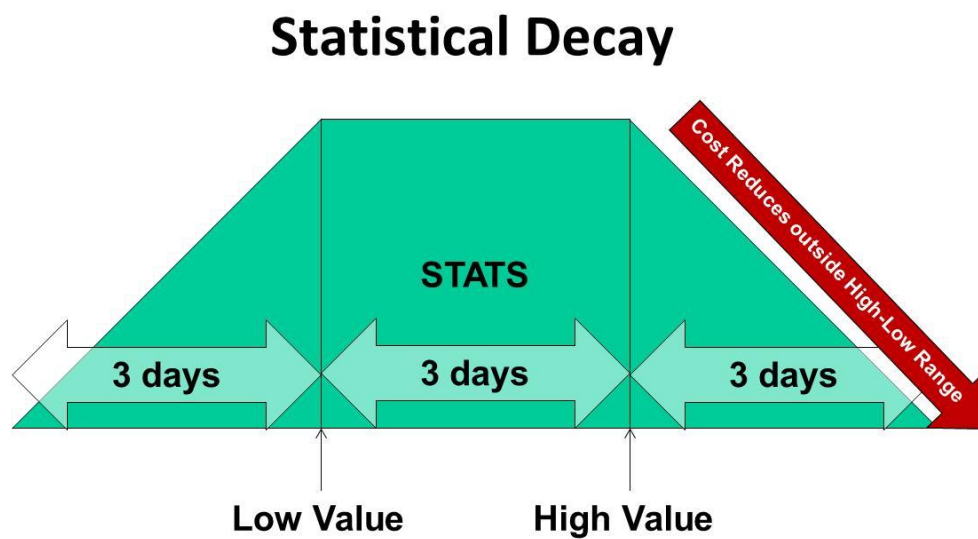 Statistical Decay
Cost Reduces outside High-Low Range
STATS
3 days
3 days
3 days
Low Value
High Value